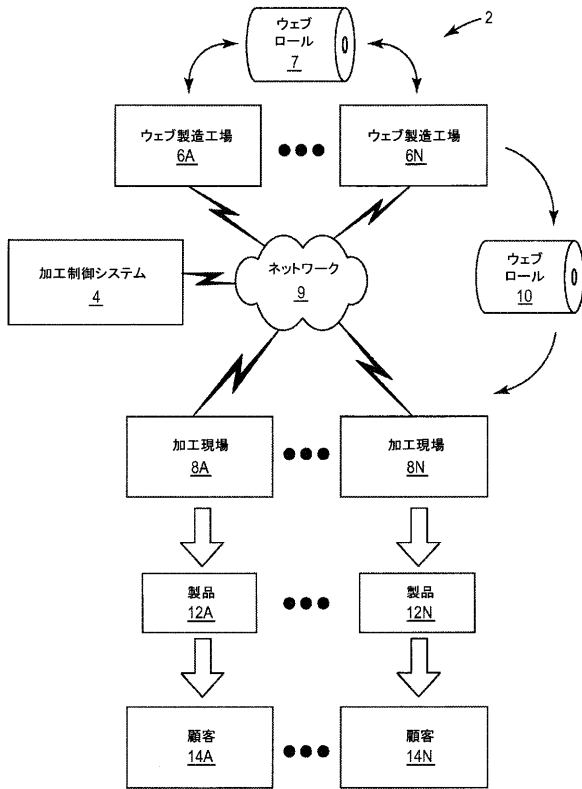 ウェブ
ロール
7
2
ウェブ製造工場
6A
ウェブ製造工場
6N
加工制御システム
4
ネットワーク
9
ウェブ
ロール
10
加工現場
8A
加工現場
8N
製品
12A
製品
12N
顧客
14A
顧客
14N